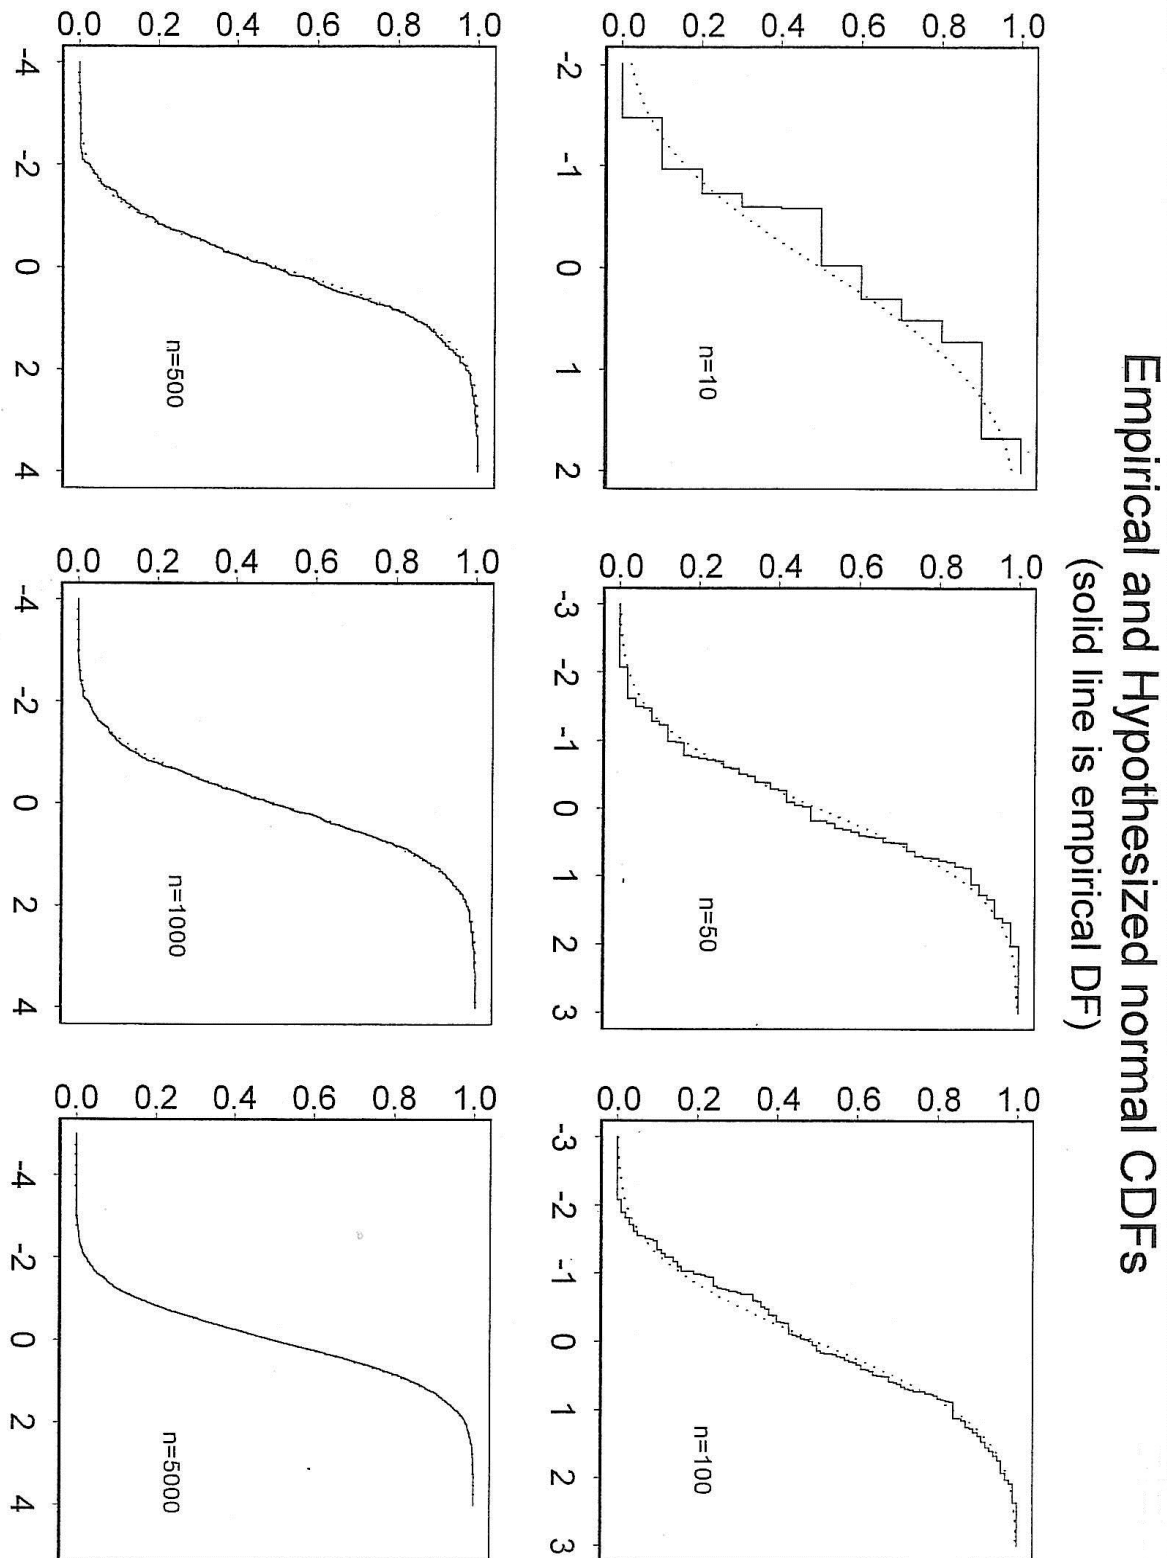 Empirical and Hypothesized normal CDFs
(solid line is empirical DF)
0.0 0.2 0.4 0.6 0.8 1.0
n=10
-2 -1 0 1 2
0.0 0.2 0.4 0.6 0.8 1.0
n=50
-3 -2 -1 0 1 2 3
0.0 0.2 0.4 0.6 0.8 1.0
n=100
-3 -2 -1 0 1 2 3
0.0 0.2 0.4 0.6 0.8 1.0
n=500
-4 -2 0 2 4
0.0 0.2 0.4 0.6 0.8 1.0
n=1000
-4 -2 0 2 4
0.0 0.2 0.4 0.6 0.8 1.0
n=5000
-4 -2 0 2 4